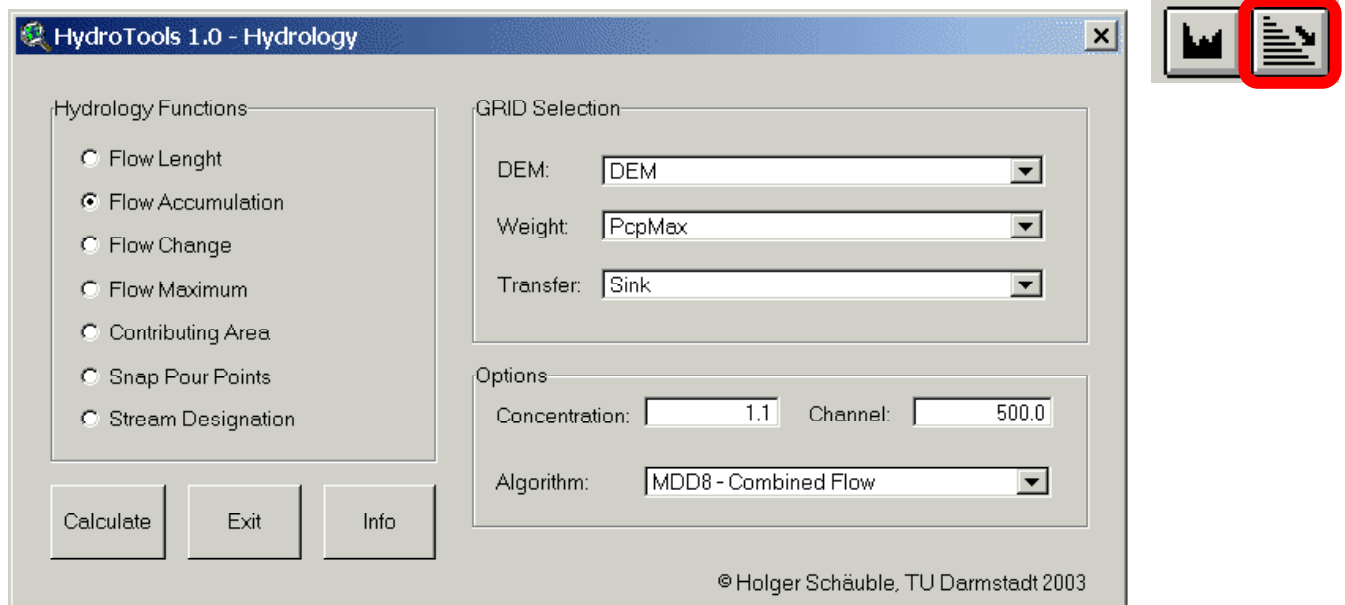 HydroTools 1.0 - Hydrology
Hydrology Functions
Flow Lenght
Flow Accumulation
Flow Change
Flow Maximum
Contributing Area
Snap Pour Points
Stream Designation
Calculate
Exit
Info
GRID Selection
DEM: DEM
Weight: PcpMax
Transfer: Sink
Options
Concentration: 1.1 Channel: 500.0
Algorithm: MDD8 - Combined Flow
© Holger Schäuble, TU Darmstadt 2003